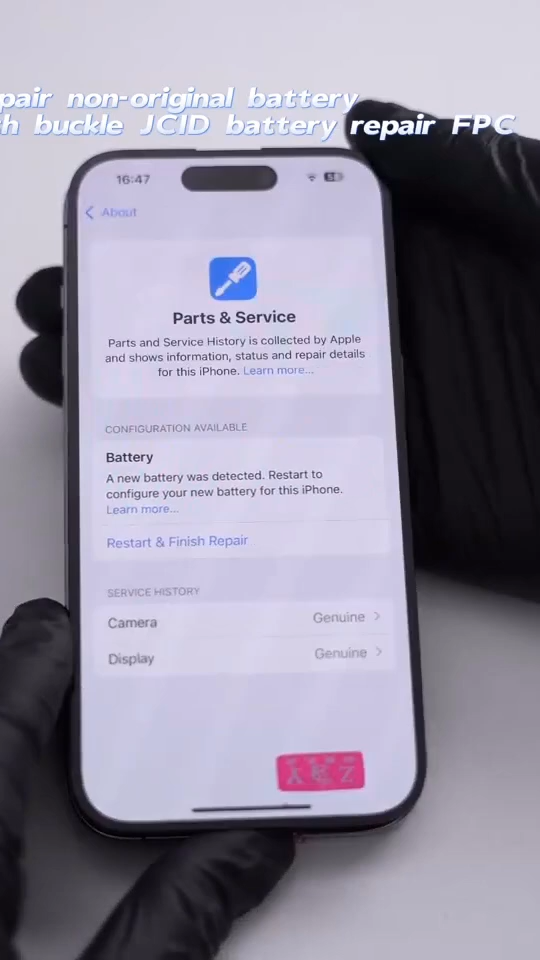 pair non-original battery
h buckle JCID battery repair FPC
16:47
About
Parts & Service
Parts and Service History is collected by Apple
and shows information, status and repair details
for this iPhone. Learn more...
CONFIGURATION AVAILABLE
Battery
A new battery was detected. Restart to
configure your new battery for this iPhone.
Learn more...
Restart & Finish Repair
SERVICE HISTORY
Camera Genuine
Display Genuine